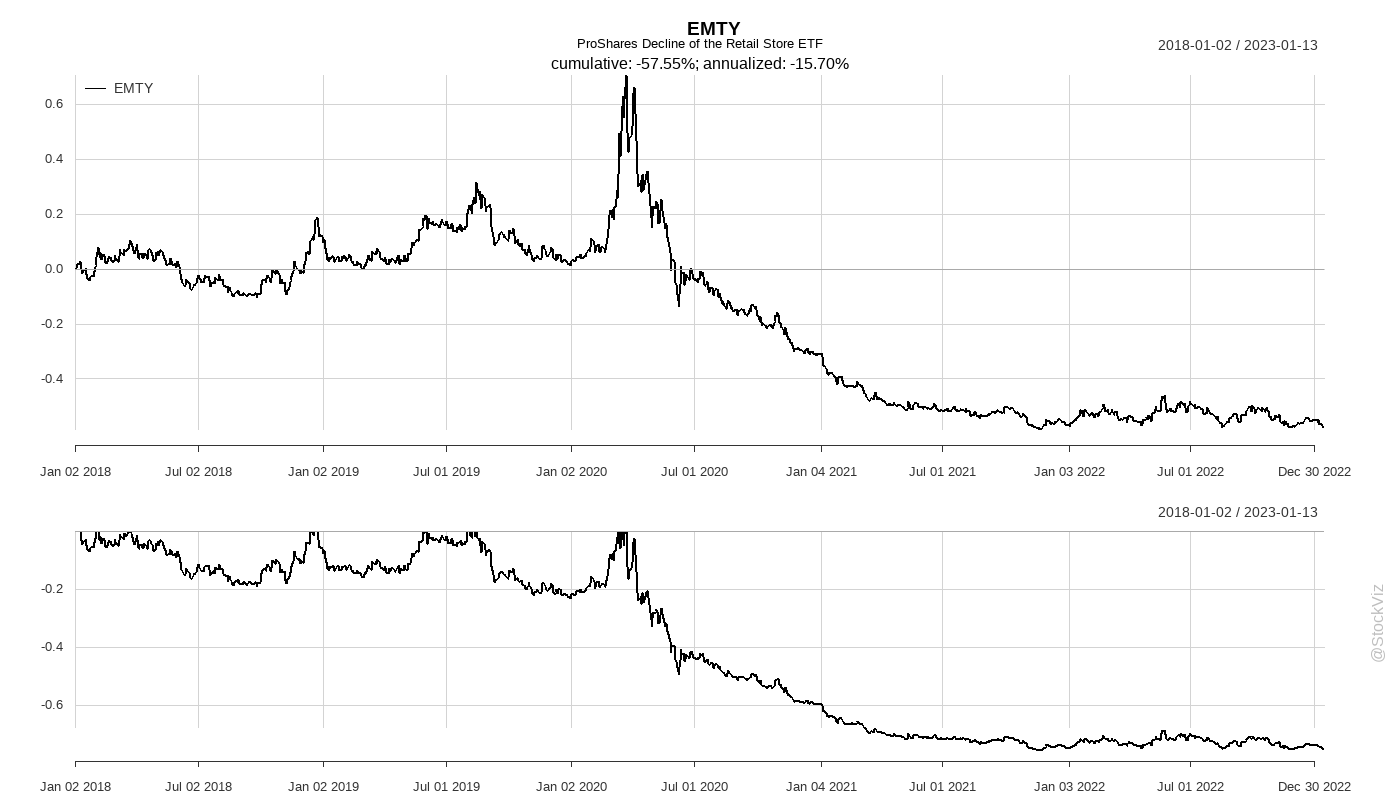 EMTY
ProShares Decline of the Retail Store ETF
cumulative: -57.55%; annualized: -15.70%
2018-01-02 / 2023-01-13
EMTY
0.6
0.4
0.2
0.0
-0.2
-0.4
Jan 02 2018 Jul 02 2018 Jan 02 2019 Jul 01 2019 Jan 02 2020 Jul 01 2020 Jan 04 2021 Jul 01 2021 Jan 03 2022 Jul 01 2022 Dec 30 2022
2018-01-02 / 2023-01-13
-0.2
-0.4
-0.6
Jan 02 2018 Jul 02 2018 Jan 02 2019 Jul 01 2019 Jan 02 2020 Jul 01 2020 Jan 04 2021 Jul 01 2021 Jan 03 2022 Jul 01 2022 Dec 30 2022
@StockViz